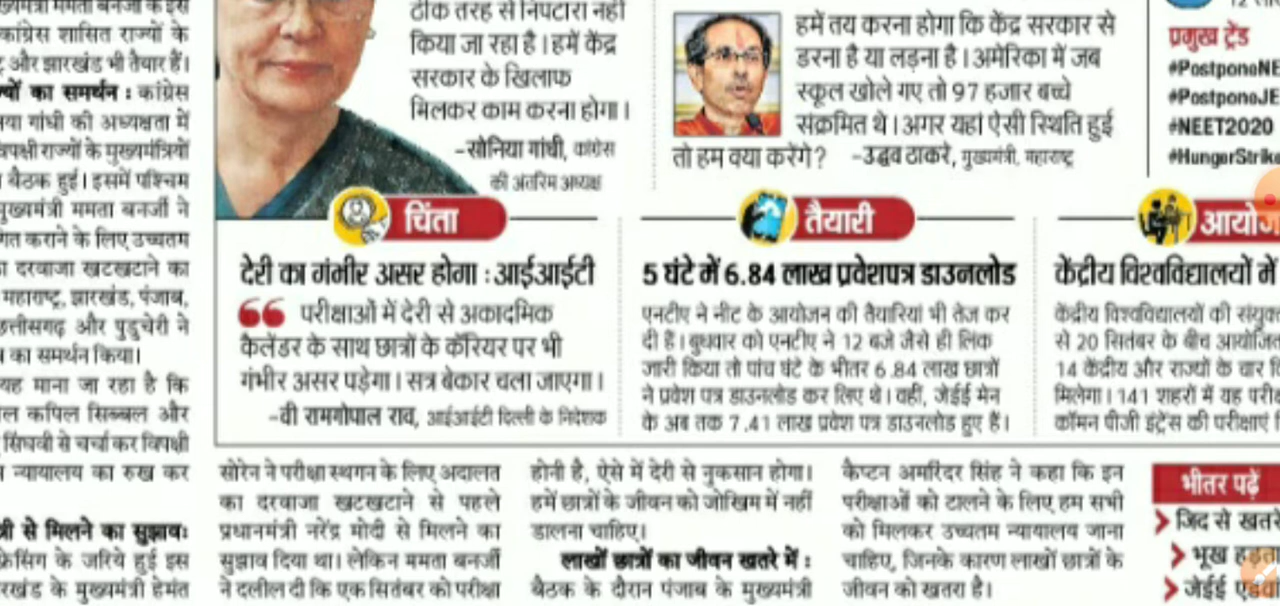 कांग्रेस शासित राज्यों के
और झारखंड भी तैयार हैं।
का समर्थन : कांग्रेस
गांधी की अध्यक्षता में
राज्यों के मुख्यमंत्रियों
बैठक हुई। इसमें पश्चिम
मुख्यमंत्री ममता बनर्जी ने
कराने के लिए उच्चतम
दरवाजा खटखटाने का
महाराष्ट्र, झारखंड, पंजाब,
छत्तीसगढ़ और पुडुचेरी ने
का समर्थन किया।
यह माना जा रहा है कि
कपिल सिब्बल और
सिंघवी से चर्चा कर विपक्षी
न्यायालय का रुख कर
से मिलने का सुझावः
के जरिये हुई इस
के मुख्यमंत्री हेमंत
ठीक तरह से निपटारा नहीं
किया जा रहा है। हमें केंद्र
सरकार के खिलाफ
मिलकर काम करना होगा।
-सोनिया गांधी, कांग्रेस
की अंतरिम अध्यक्ष
हमें तय करना होगा कि केंद्र सरकार से
डरना है या लड़ना है। अमेरिका में जब
स्कूल खोले गए तो 97 हजार बच्चे
संक्रमित थे। अगर यहां ऐसी स्थिति हुई
तो हम क्या करेंगे? -उद्धव ठाकरे, मुख्यमंत्री, महाराष्ट्र
प्रमुख ट्रेंड
#PostponeNE
#PostponeJE
#NEET2020
#HungerStrike
चिंता
देरी का गंभीर असर होगा : आईआईटी
परीक्षाओं में देरी से अकादमिक
कैलेंडर के साथ छात्रों के कॅरियर पर भी
गंभीर असर पड़ेगा। सत्र बेकार चला जाएगा।
-वी रामगोपाल राव, आईआईटी दिल्ली के निदेशक
तैयारी
5 घंटे में 6.84 लाख प्रवेशपत्र डाउनलोड
एनटीए ने नीट के आयोजन की तैयारियां भी तेज कर
दी हैं। बुधवार को एनटीए ने 12 बजे जैसे ही लिंक
जारी किया तो पांच घंटे के भीतर 6.84 लाख छात्रों
ने प्रवेश पत्र डाउनलोड कर लिए थे। वहीं, जेईई मेन
के अब तक 7.41 लाख प्रवेश पत्र डाउनलोड हुए हैं।
केंद्रीय विश्वविद्यालयों में
केंद्रीय विश्वविद्यालयों की
से 20 सितंबर के बीच
14 केंद्रीय और राज्यों के चार
मिलेगा। 141 शहरों में यह
कॉमन पीजी इंट्रेंस की परीक्षाएं
सोरेन ने परीक्षा स्थगन के लिए अदालत
का दरवाजा खटखटाने से पहले
प्रधानमंत्री नरेंद्र मोदी से मिलने का
सुझाव दिया था। लेकिन ममता बनर्जी
ने दलील दी कि एक सितंबर को परीक्षा
होनी है, ऐसे में देरी से नुकसान होगा।
हमें छात्रों के जीवन को जोखिम में नहीं
डालना चाहिए।
लाखों छात्रों का जीवन खतरे में :
बैठक के दौरान पंजाब के मुख्यमंत्री
कैप्टन अमरिंदर सिंह ने कहा कि इन
परीक्षाओं को टालने के लिए हम सभी
को मिलकर उच्चतम न्यायालय जाना
चाहिए, जिनके कारण लाखों छात्रों के
जीवन को खतरा है।
भीतर पढ़ें
जिद से
भूख
जेईई